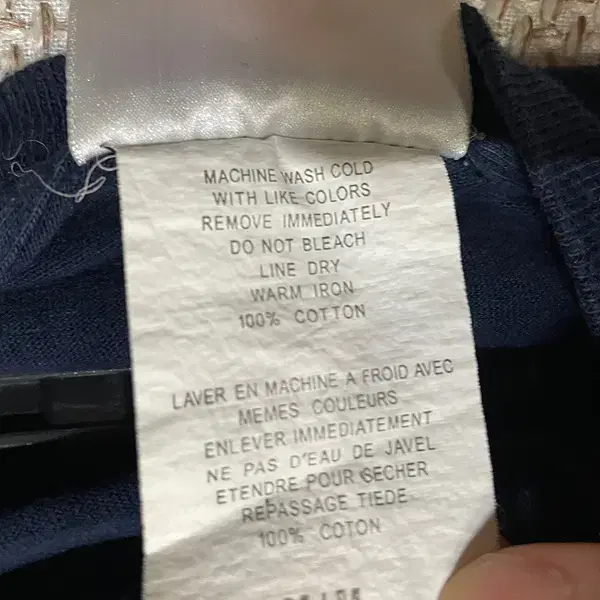 MACHINE WASH COLD
WITH LIKE COLORS
REMOVE IMMEDIATELY
DO NOT BLEACH
LINE DRY
WARM IRON
100% COTTON
LAVER EN MACHINE A FROID AVEC
MEMES COULEURS
ENLEVER IMMEDIATEMENT
NE PAS D'EAU DE JAVEL
ETENDRE POUR SECHER
REPASSAGE TIEDE
100% COTON